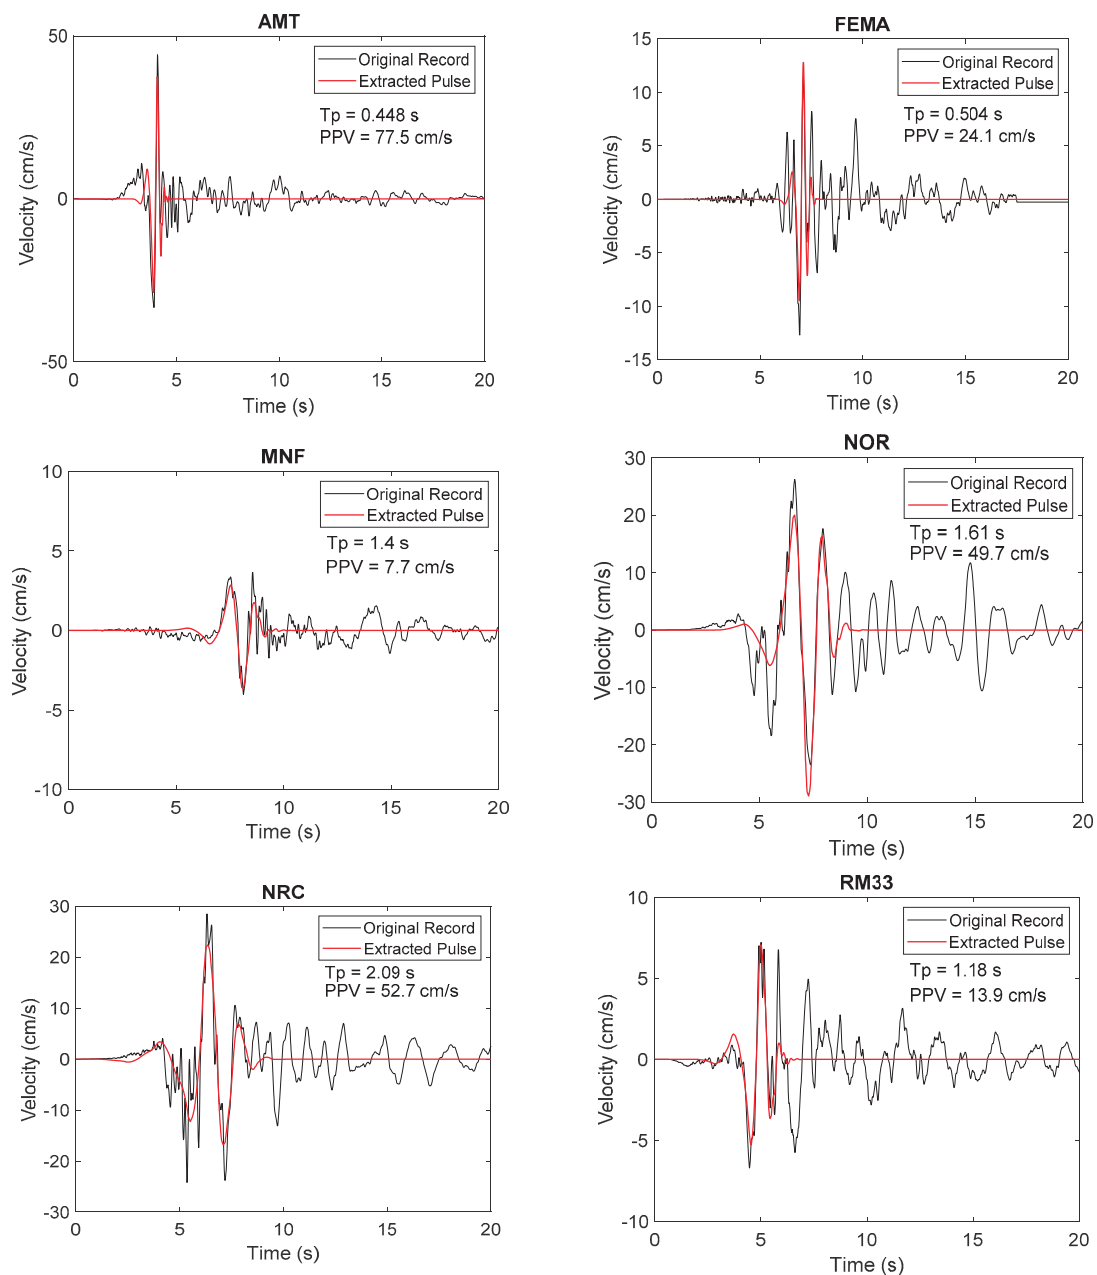 AMT
50
0
-50
Velocity (cm/s)
Original Record
Extracted Pulse
Tp = 0.448 s
PPV = 77.5 cm/s
0 5 10 15 20
Time (s)
FEMA
15
10
5
0
-5
-10
-15
Velocity (cm/s)
Original Record
Extracted Pulse
Tp = 0.504 s
PPV = 24.1 cm/s
0 5 10 15 20
Time (s)
MNF
10
5
0
-5
-10
Velocity (cm/s)
Original Record
Extracted Pulse
Tp = 1.4 s
PPV = 7.7 cm/s
0 5 10 15 20
Time (s)
NOR
30
20
10
0
-10
-20
-30
Velocity (cm/s)
Original Record
Extracted Pulse
Tp = 1.61 s
PPV = 49.7 cm/s
0 5 10 15 20
Time (s)
NRC
30
20
10
0
-10
-20
-30
Velocity (cm/s)
Original Record
Extracted Pulse
Tp = 2.09 s
PPV = 52.7 cm/s
0 5 10 15 20
Time (s)
RM33
10
5
0
-5
-10
Velocity (cm/s)
Original Record
Extracted Pulse
Tp = 1.18 s
PPV = 13.9 cm/s
0 5 10 15 20
Time (s)